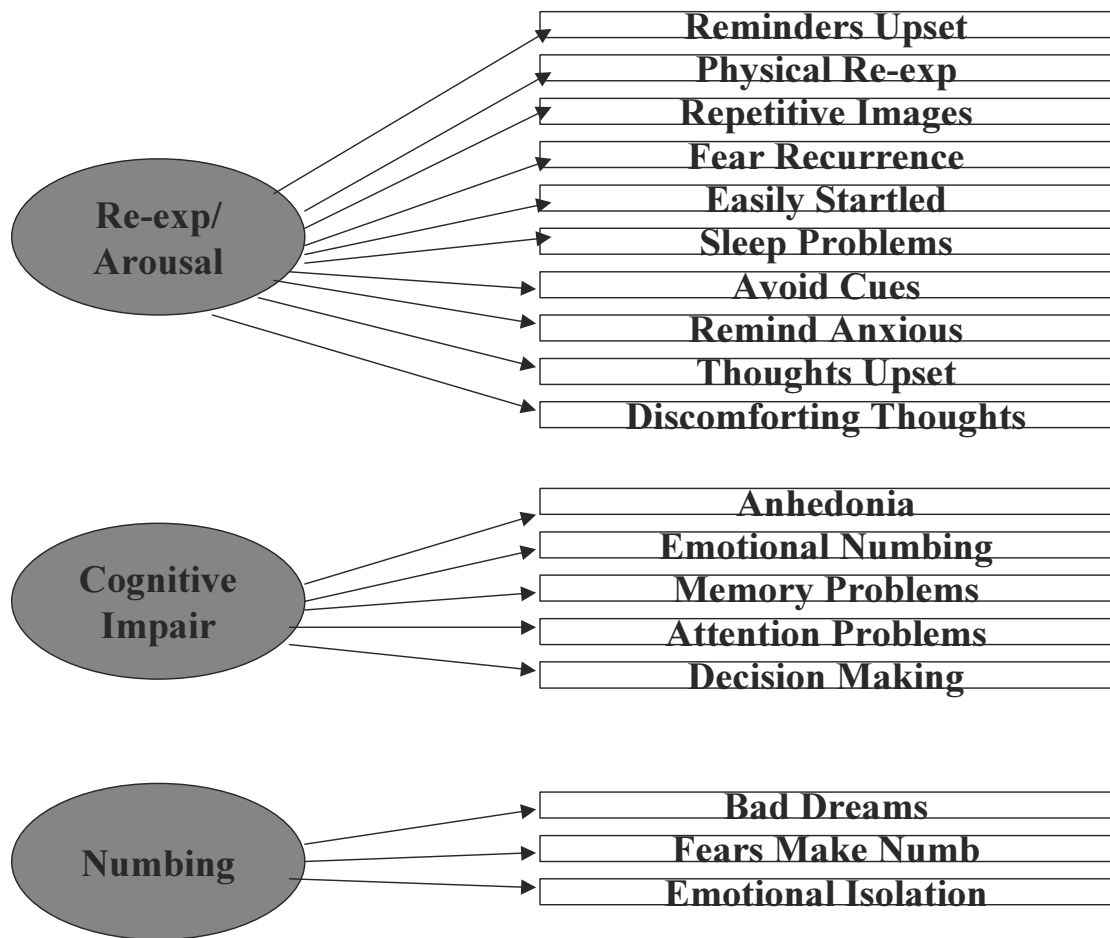 Reminders Upset
Physical Re-exp
Repetitive Images
Fear Recurrence
Easily Startled
Sleep Problems
Avoid Cues
Remind Anxious
Thoughts Upset
Discomforting Thoughts
Re-exp/
Arousal
Anhedonia
Emotional Numbing
Memory Problems
Attention Problems
Decision Making
Cognitive
Impair
Bad Dreams
Fears Make Numb
Emotional Isolation
Numbing